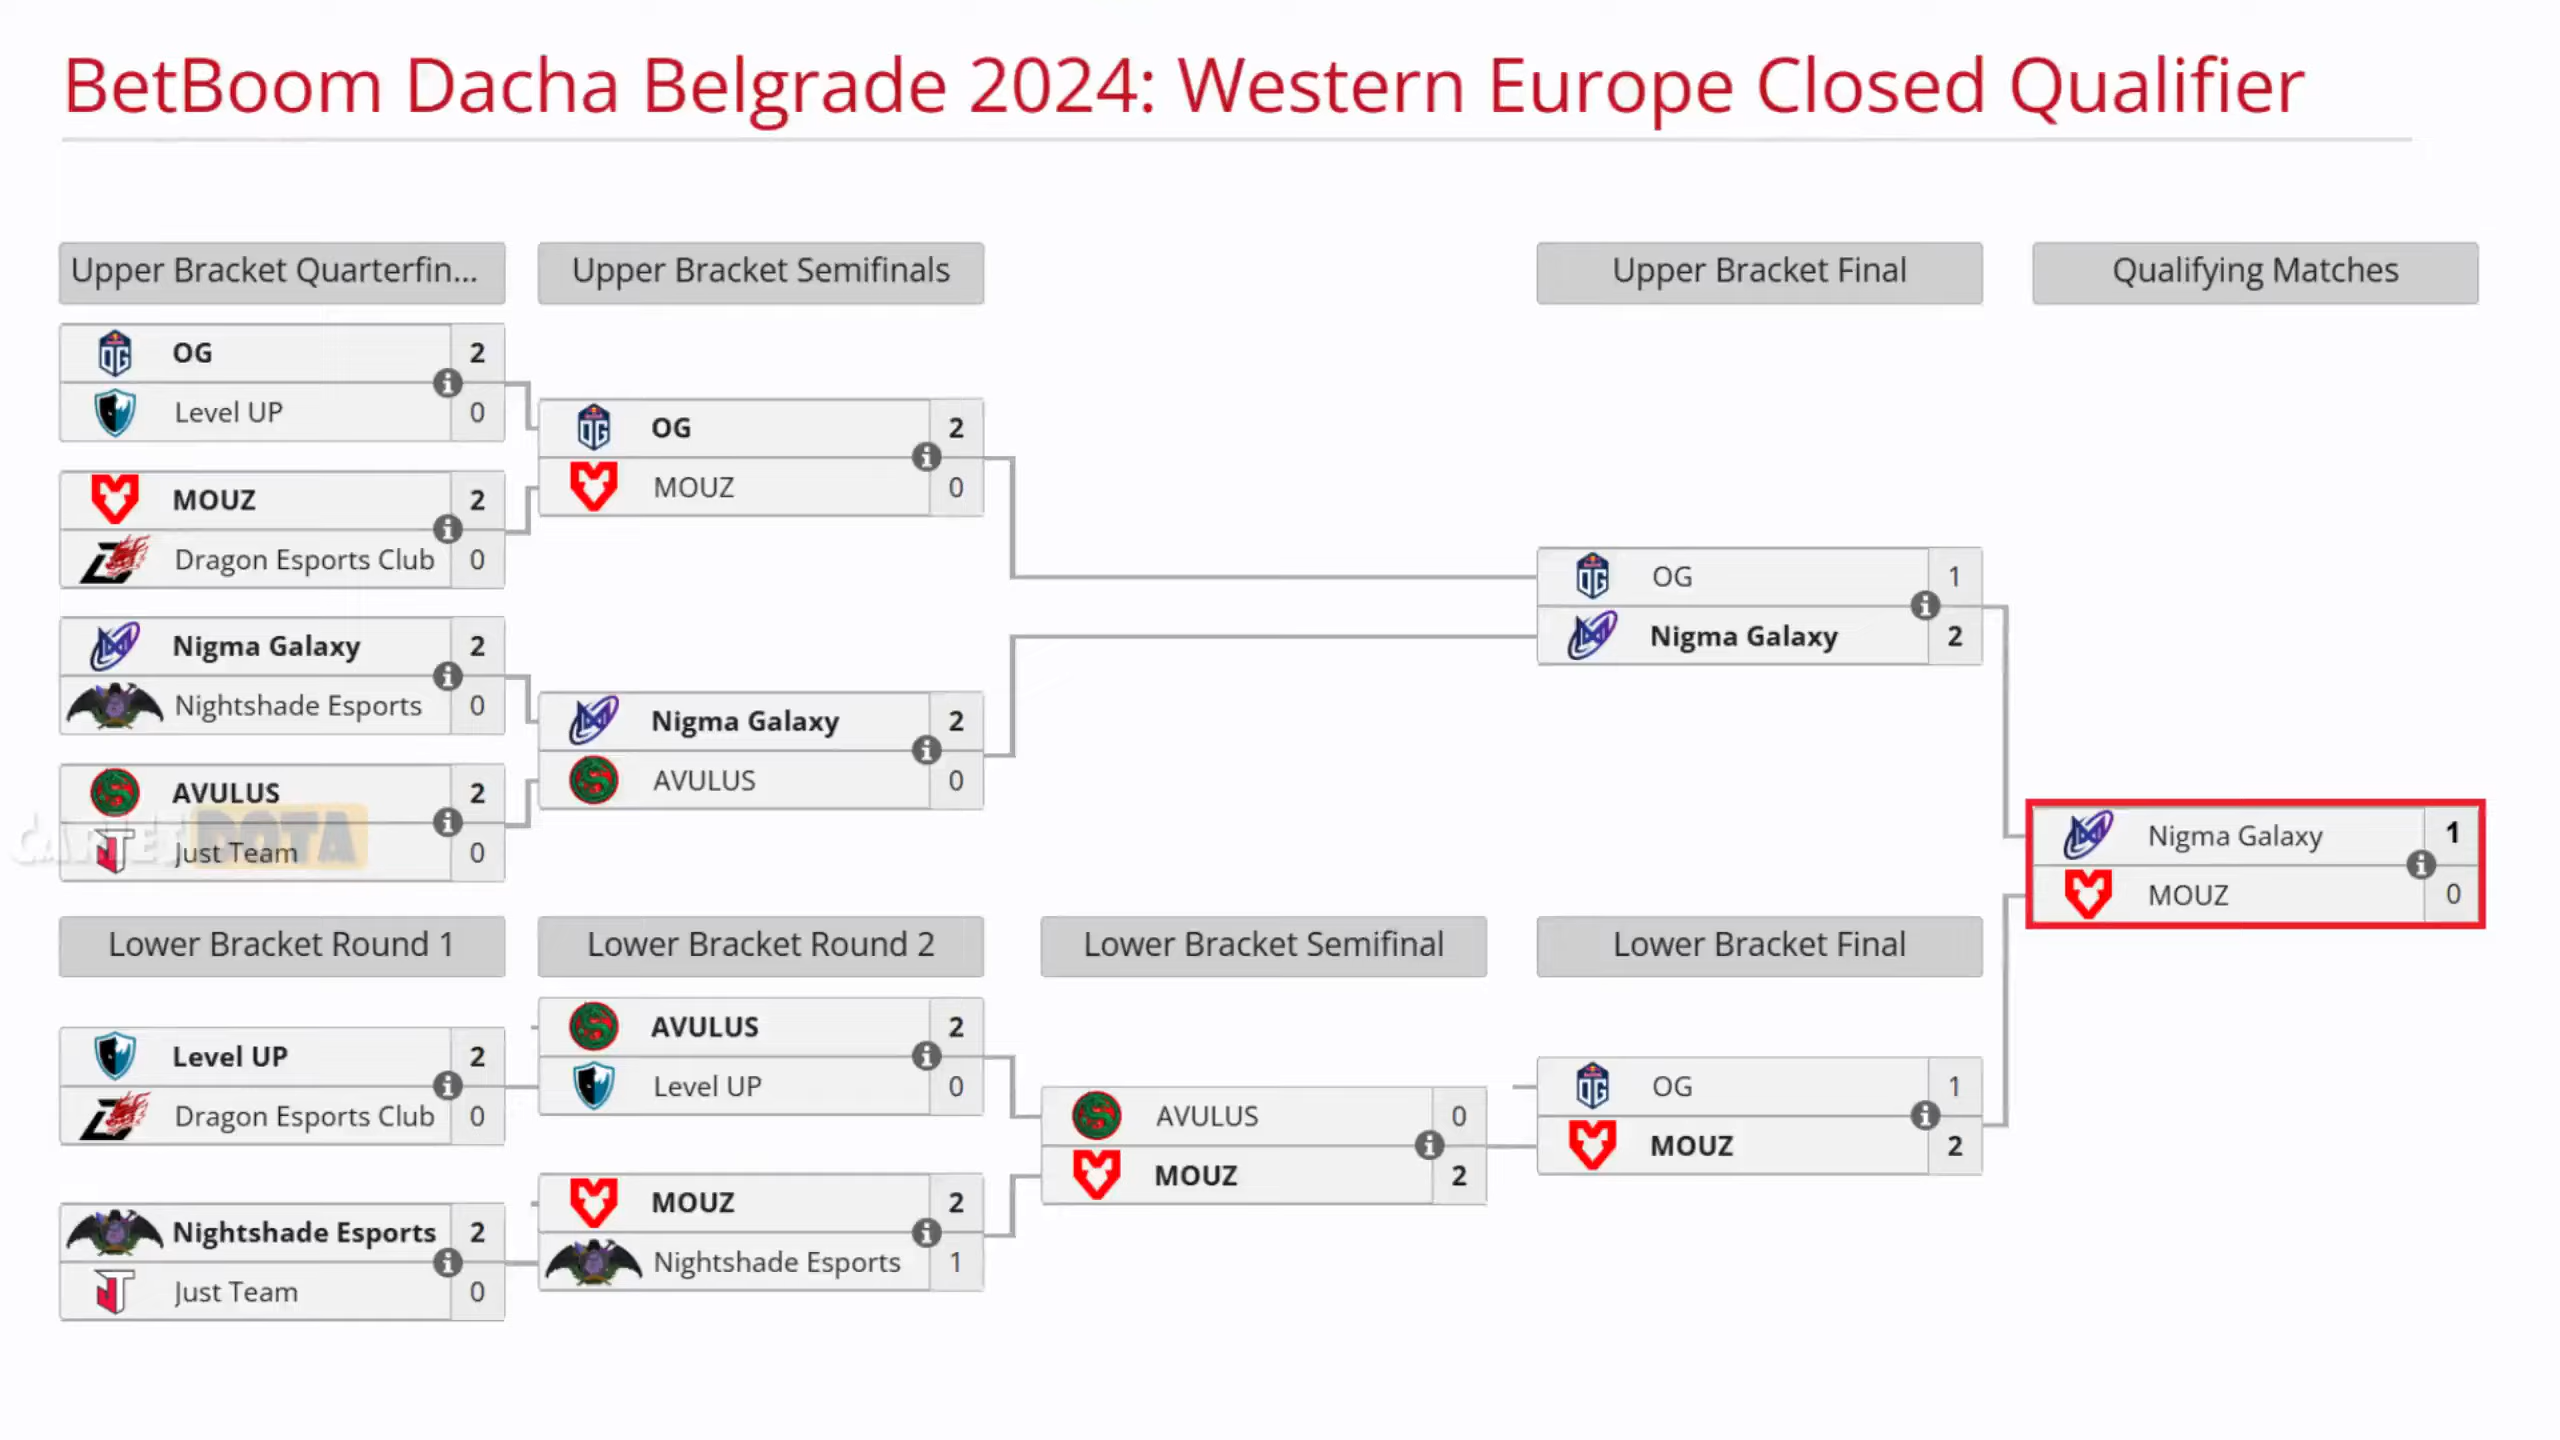 BetBoom Dacha Belgrade 2024: Western Europe Closed Qualifier
Upper Bracket Quarterfin...
OG 2
Level UP 0
MOUZ 2
Dragon Esports Club 0
Nigma Galaxy 2
Nightshade Esports 0
AVULUS 2
Just Team 0
DOTA
Upper Bracket Semifinals
OG 2
MOUZ 0
Nigma Galaxy 2
AVULUS 0
Upper Bracket Final
OG 1
Nigma Galaxy 2
Qualifying Matches
Nigma Galaxy 1
MOUZ 0
Lower Bracket Round 1
Level UP 2
Dragon Esports Club 0
Nightshade Esports 2
Just Team 0
Lower Bracket Round 2
AVULUS 2
Level UP 0
MOUZ 2
Nightshade Esports 1
Lower Bracket Semifinal
AVULUS 0
MOUZ 2
Lower Bracket Final
OG 1
MOUZ 2